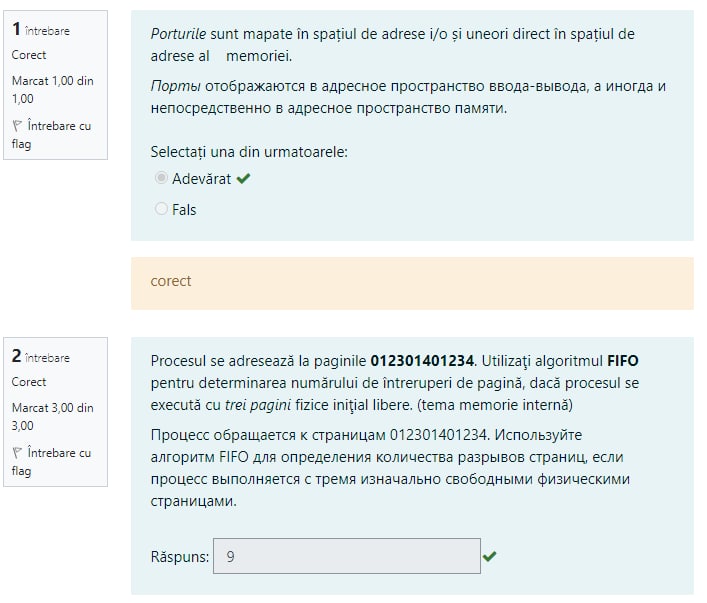 1 întrebare
Corect
Marcat 1,00 din
1,00
Întrebare cu
flag
Porturile sunt mapate în spațiul de adrese i/o și uneori direct în spațiul de
adrese al memoriei.
Порты отображаются в адресное пространство ввода-вывода, а иногда и
непосредственно в адресное пространство памяти.
Selectați una din urmatoarele:
Adevărat
Fals
corect
2 întrebare
Corect
Marcat 3,00 din
3,00
Întrebare cu
flag
Procesul se adresează la paginile 012301401234. Utilizaţi algoritmul FIFO
pentru determinarea numărului de întreruperi de pagină, dacă procesul se
execută cu trei pagini fizice iniţial libere. (tema memorie internă)
Процесс обращается к страницам 012301401234. Используйте
алгоритм FIFO для определения количества разрывов страниц, если
процесс выполняется с тремя изначально свободными физическими
страницами.
Răspuns: 9